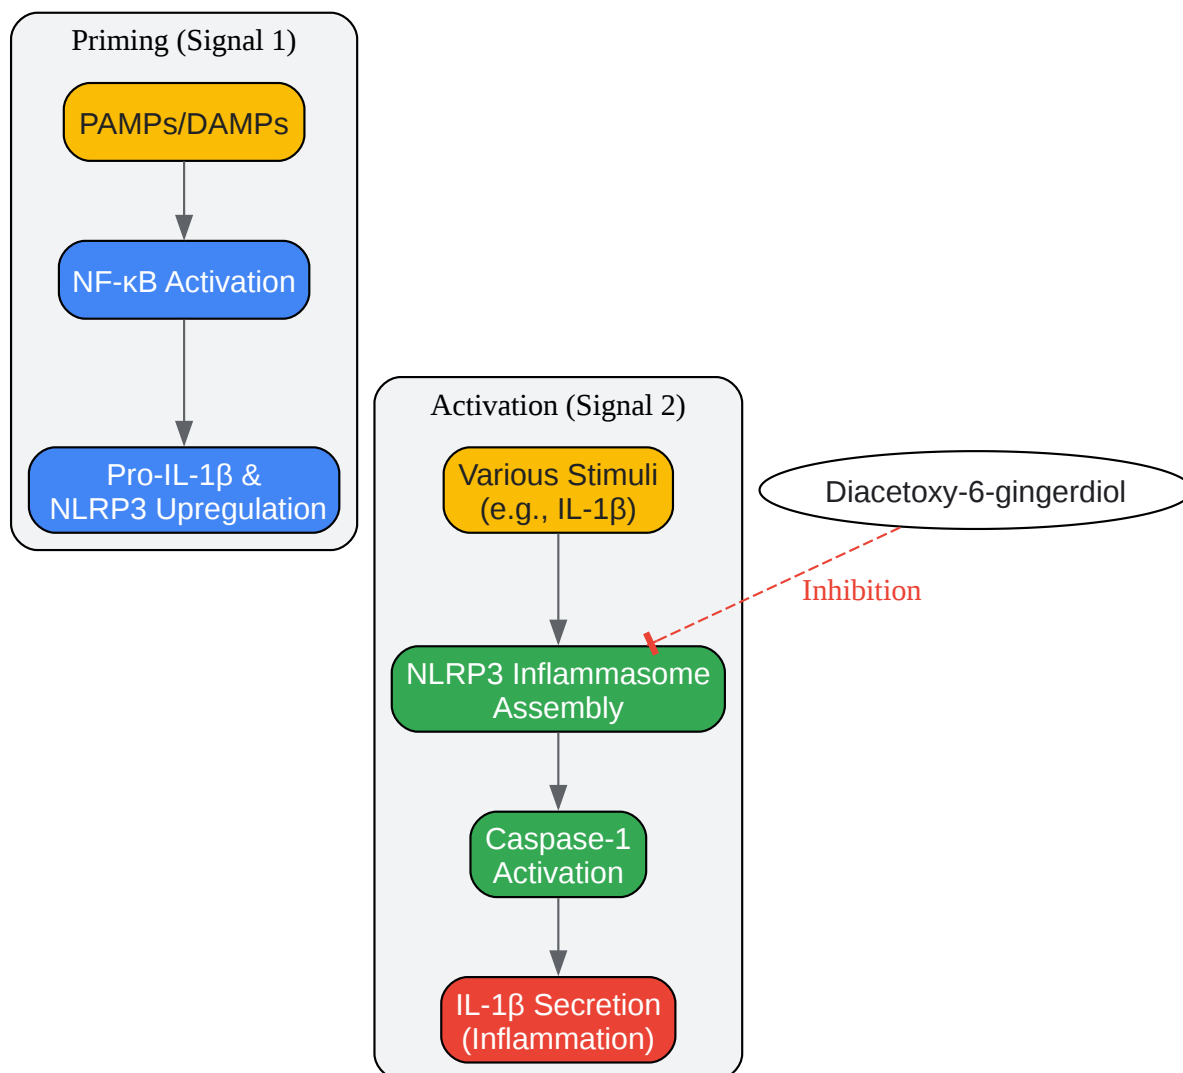 Priming (Signal 1)
PAMPs/DAMPs
NF-κB Activation
Pro-IL-1β &
NLRP3 Upregulation
Activation (Signal 2)
Various Stimuli
(e.g., IL-1β)
Diacetoxy-6-gingerdiol
Inhibition
NLRP3 Inflammasome
Assembly
Caspase-1
Activation
IL-1β Secretion
(Inflammation)